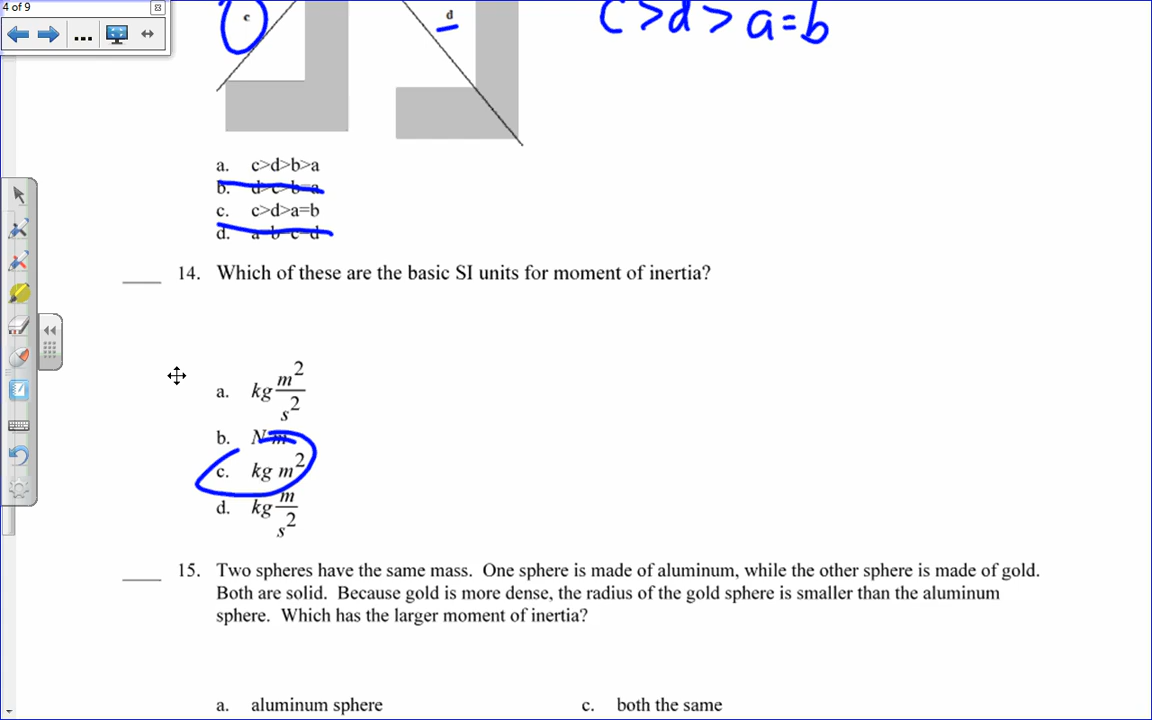 4 of 9
c
d
c>d>a=b
a. c>d>b>a
b. d>c>b=a
c. c>d>a=b
d. a=b=c=d
14. Which of these are the basic SI units for moment of inertia?
a. kg m²/s²
b. Nm
c. kg m²
d. kg m/s²
15. Two spheres have the same mass. One sphere is made of aluminum, while the other sphere is made of gold.
Both are solid. Because gold is more dense, the radius of the gold sphere is smaller than the aluminum
sphere. Which has the larger moment of inertia?
a. aluminum sphere c. both the same